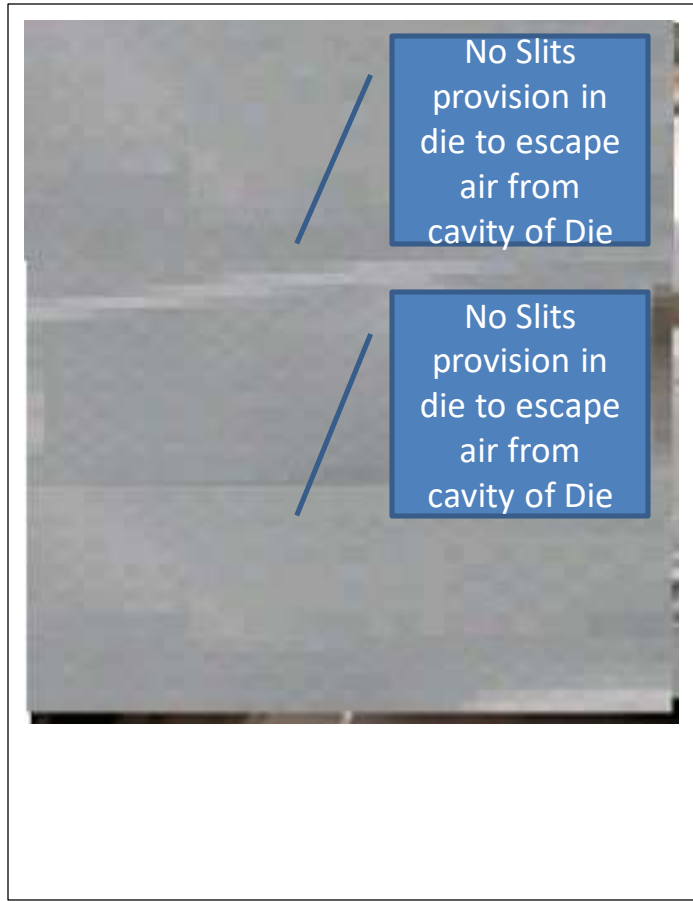 No Slits
provision in
die to escape
air from
cavity of Die
No Slits
provision in
die to escape
air from
cavity of Die